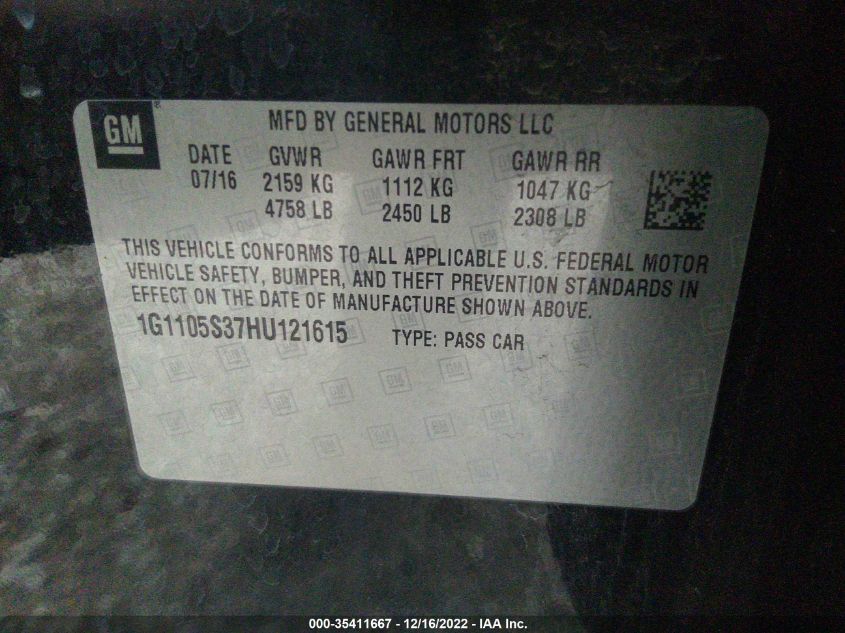 GM
MFD BY GENERAL MOTORS LLC
DATE GVWR GAWR FRT GAWR RR
07/16 2159 KG 1112 KG 1047 KG
4758 LB 2450 LB 2308 LB
THIS VEHICLE CONFORMS TO ALL APPLICABLE U.S. FEDERAL MOTOR
VEHICLE SAFETY, BUMPER, AND THEFT PREVENTION STANDARDS IN
EFFECT ON THE DATE OF MANUFACTURE SHOWN ABOVE.
1G1105S37HU121615 TYPE: PASS CAR
000-35411667 - 12/16/2022 - IAA Inc.